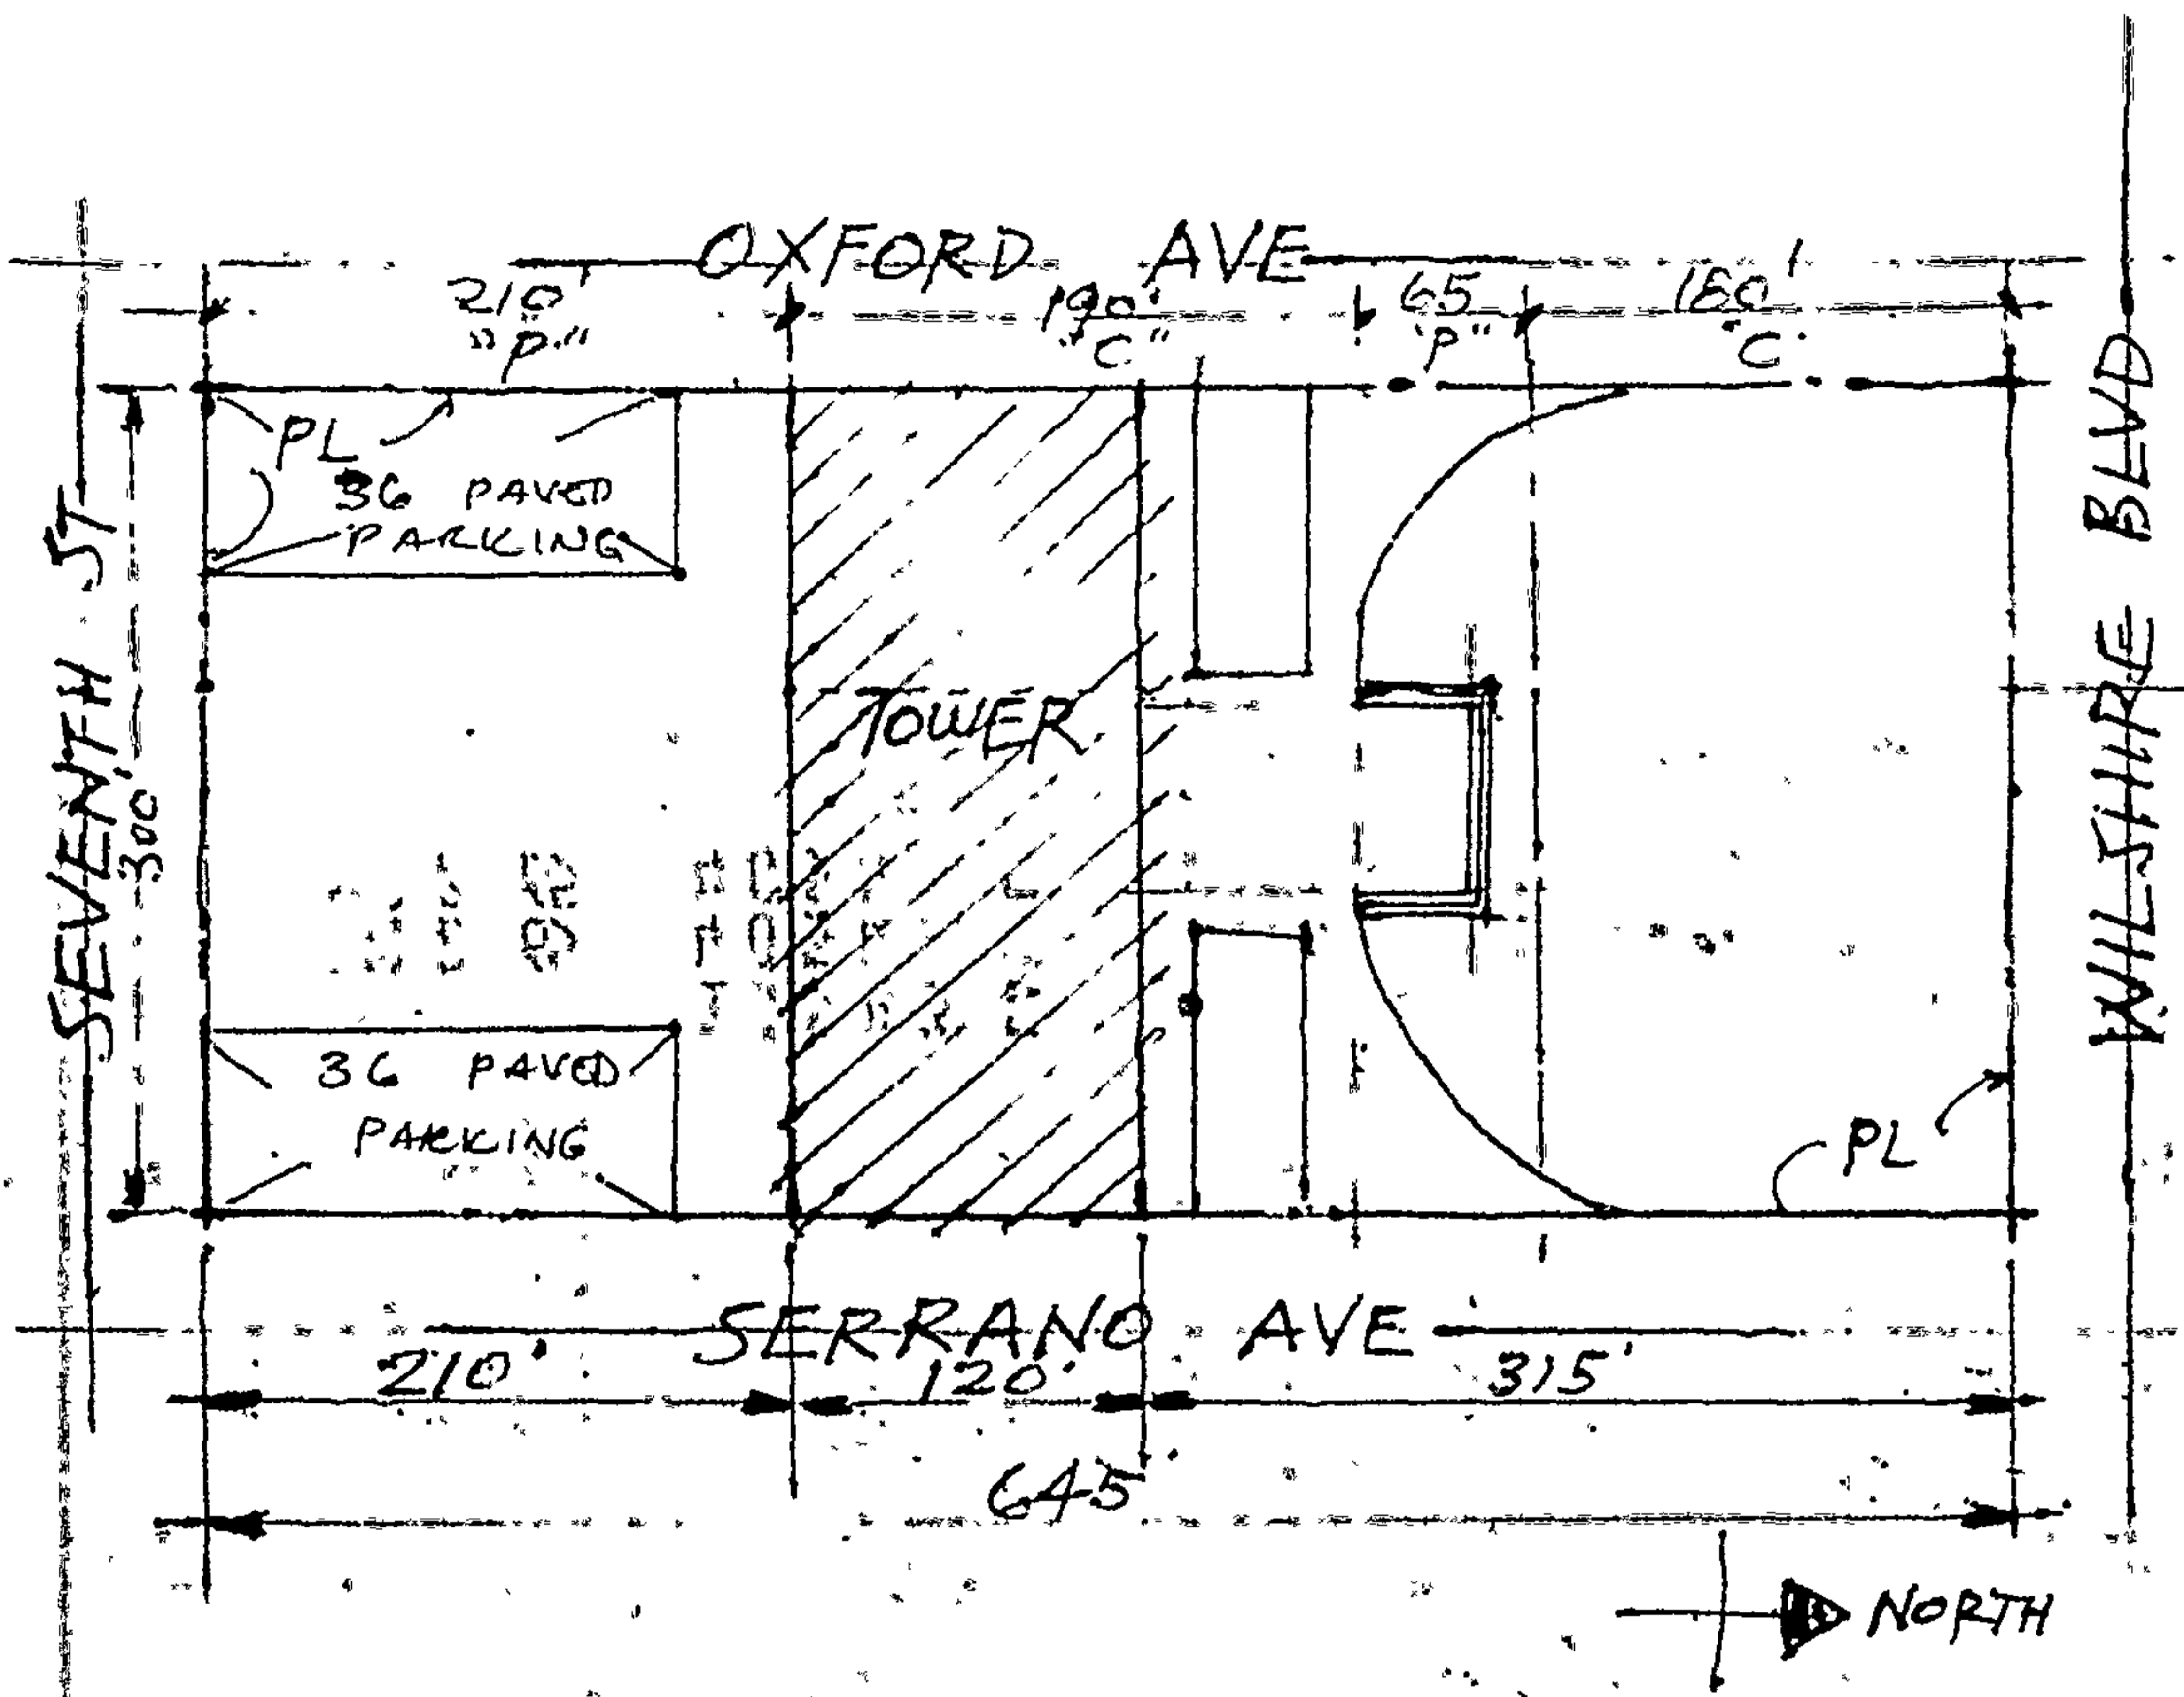 OXFORD AVE
210' 190' 65 180'
"P" "C" "P" "C"
PL
36 PAVED
PARKING
SEVENTH ST
300'
TOWER
WILSHIRE BLVD
36 PAVED
PARKING
PL
SERRANO AVE
210' 120' 315'
645'
NORTH